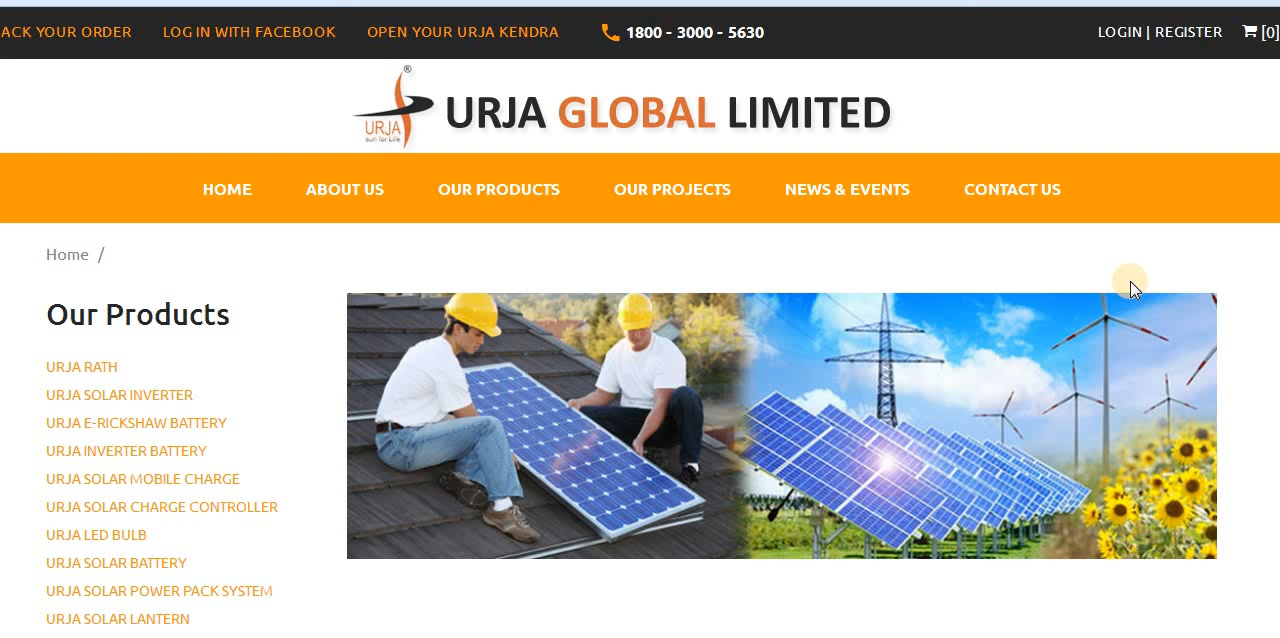 ACK YOUR ORDER LOG IN WITH FACEBOOK OPEN YOUR URJA KENDRA 1800 - 3000 - 5630 LOGIN | REGISTER [0]
®
URJA
sun for Life
URJA GLOBAL LIMITED
HOME ABOUT US OUR PRODUCTS OUR PROJECTS NEWS & EVENTS CONTACT US
Home /
Our Products
URJA RATH
URJA SOLAR INVERTER
URJA E-RICKSHAW BATTERY
URJA INVERTER BATTERY
URJA SOLAR MOBILE CHARGE
URJA SOLAR CHARGE CONTROLLER
URJA LED BULB
URJA SOLAR BATTERY
URJA SOLAR POWER PACK SYSTEM
URJA SOLAR LANTERN